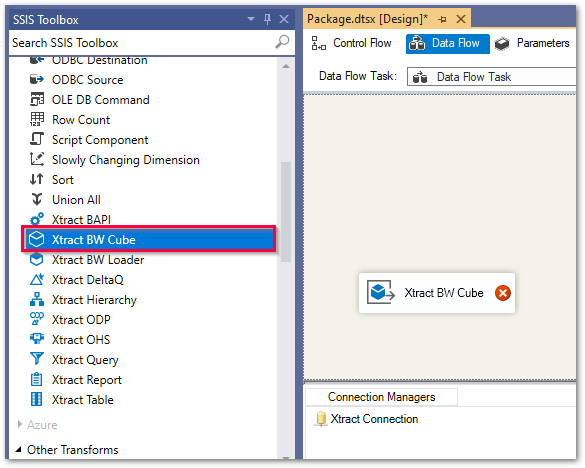 SSIS Toolbox
Search SSIS Toolbox
ODBC Destination
ODBC Source
OLE DB Command
Row Count
Script Component
Slowly Changing Dimension
Sort
Union All
Xtract BAPI
Xtract BW Cube
Xtract BW Loader
Xtract DeltaQ
Xtract Hierarchy
Xtract ODP
Xtract OHS
Xtract Query
Xtract Report
Xtract Table
Azure
Other Transforms
Package.dtsx [Design]*
Control Flow Data Flow Parameters
Data Flow Task: Data Flow Task
Xtract BW Cube
Connection Managers
Xtract Connection